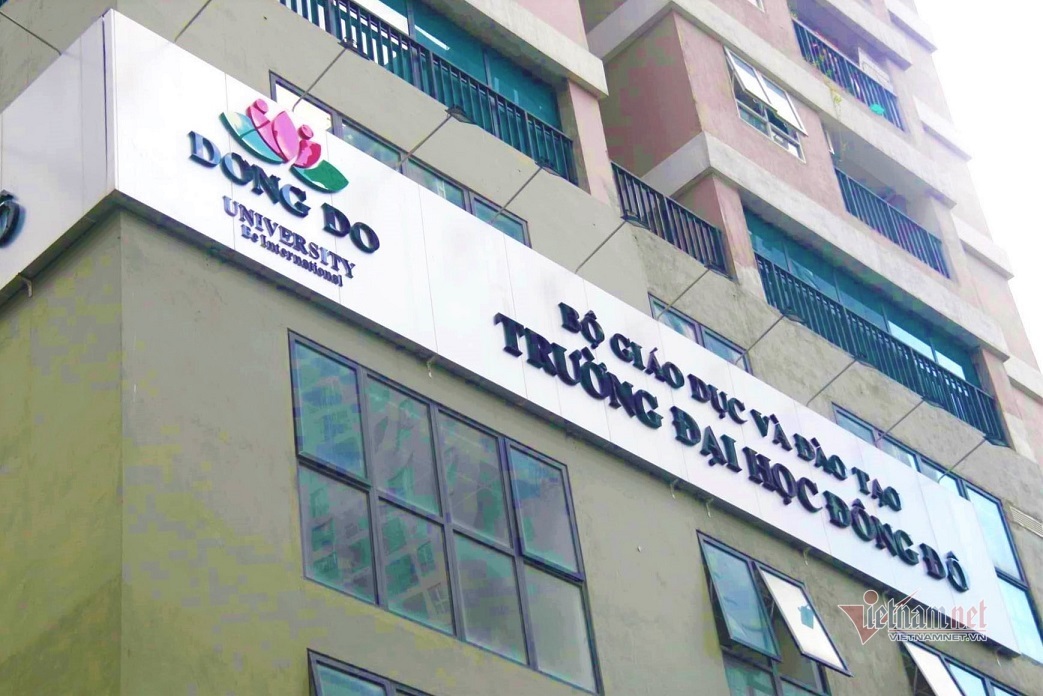 DONG DO
UNIVERSITY
Be International
BỘ GIÁO DỤC VÀ ĐÀO TẠO
TRƯỜNG ĐẠI HỌC ĐÔNG ĐÔ
Vietnamnet
VIETNAMNET.VN